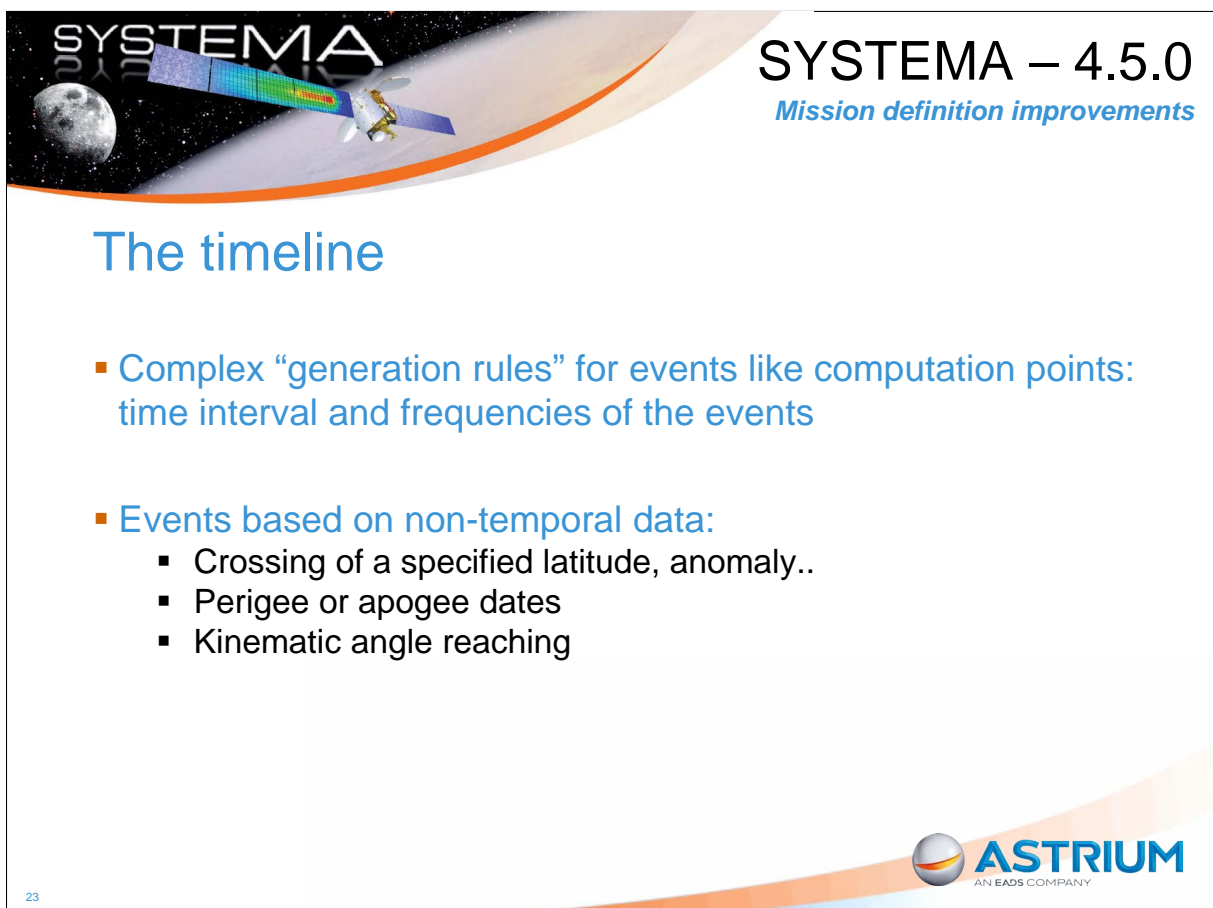 SYSTEMA
SYSTEMA – 4.5.0
Mission definition improvements
The timeline
▪ Complex “generation rules” for events like computation points:
time interval and frequencies of the events
▪ Events based on non-temporal data:
▪ Crossing of a specified latitude, anomaly..
▪ Perigee or apogee dates
▪ Kinematic angle reaching
ASTRIUM
AN EADS COMPANY
23